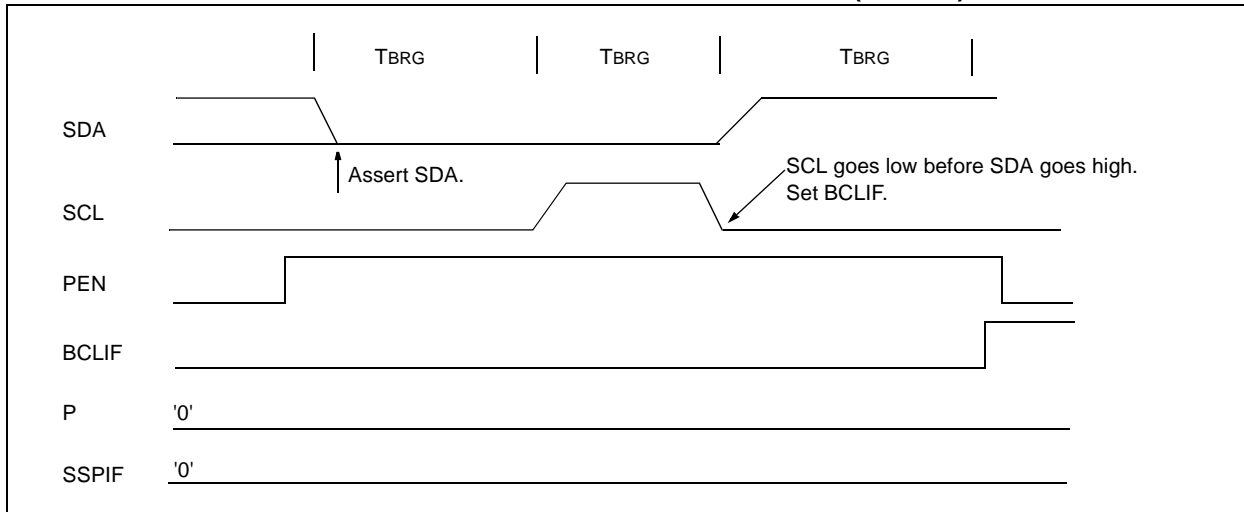 TBRG TBRG TBRG
SDA
Assert SDA.
SCL goes low before SDA goes high.
Set BCLIF.
SCL
PEN
BCLIF
P '0'
SSPIF '0'